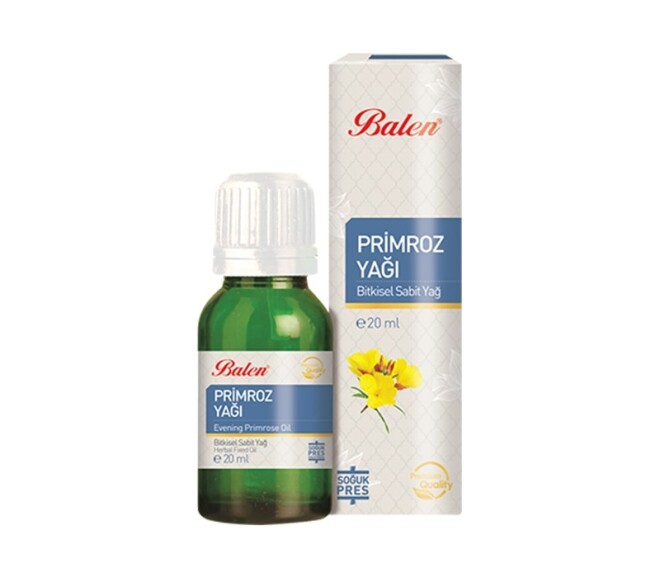 Balen®
PRİMROZ
YAĞI
Bitkisel Sabit Yağ
℮20 ml
SOĞUK
PRES
Premium
Quality
Balen®
PRİMROZ
YAĞI
Evening Primrose Oil
Bitkisel Sabit Yağ
Herbal Fixed Oil
℮ 20 ml
SOĞUK
PRES